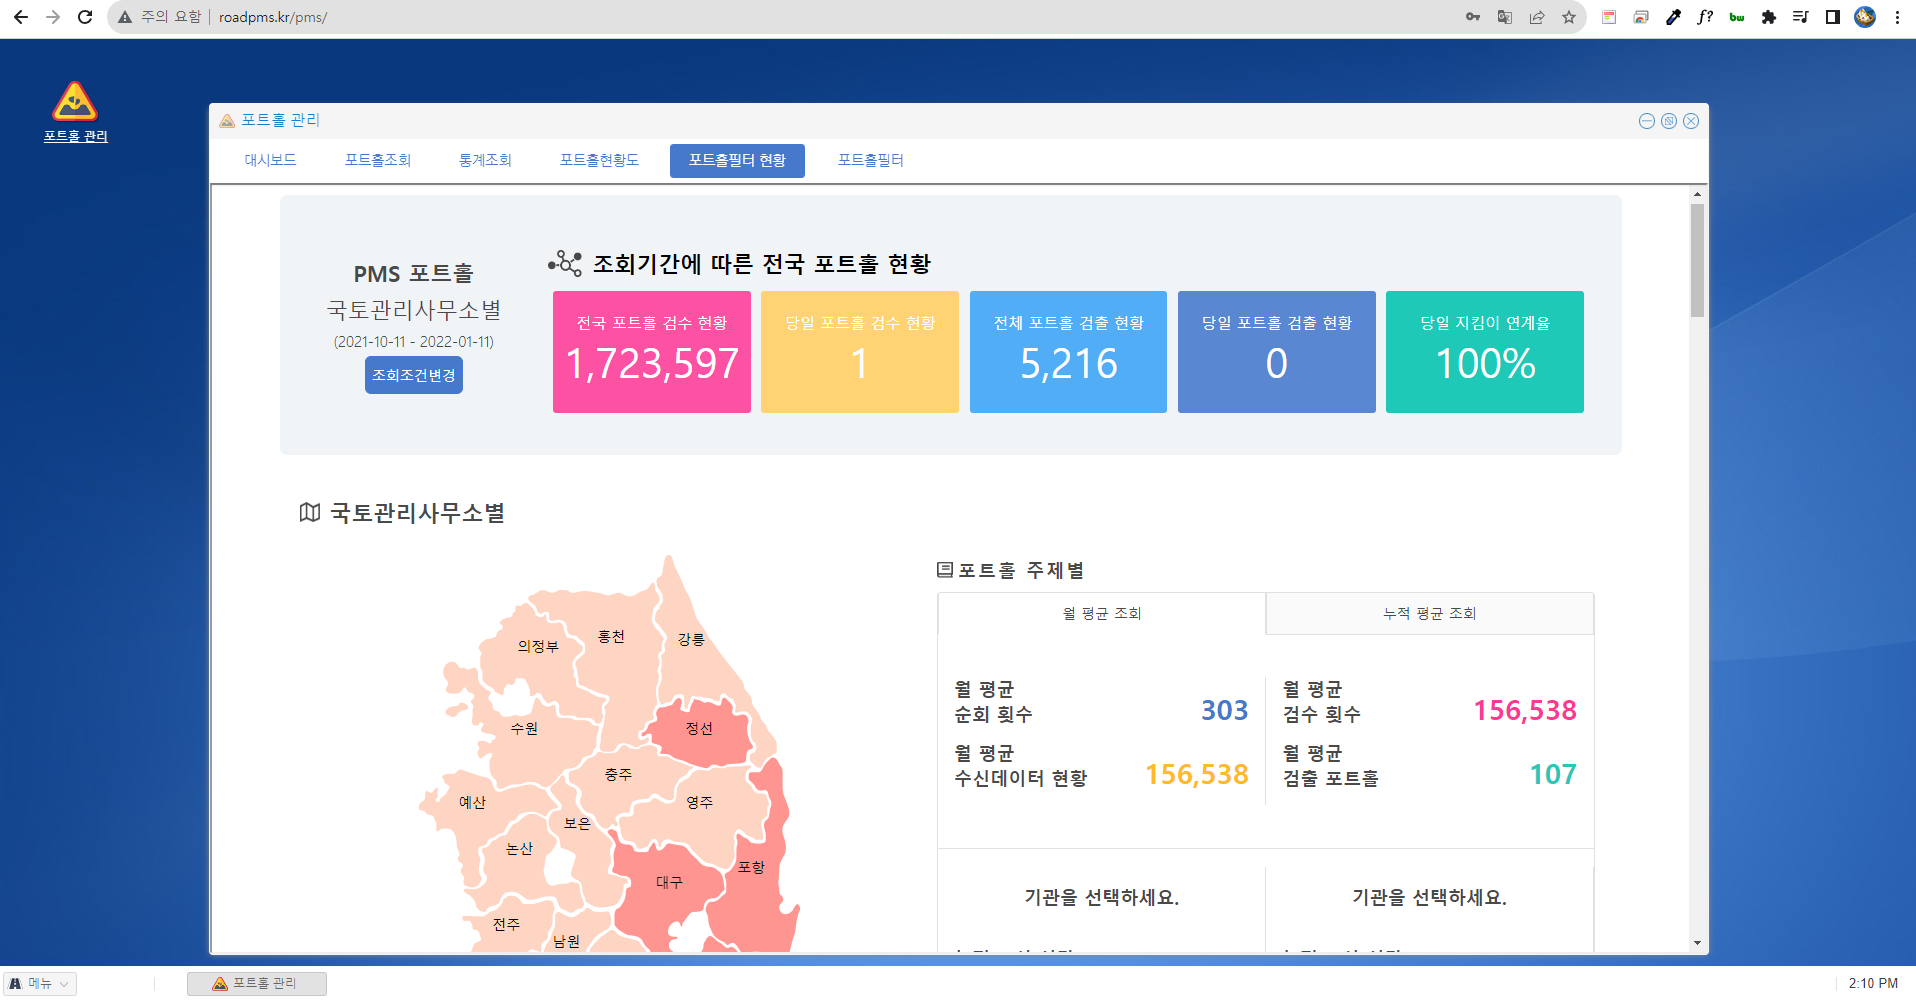 주의 요함 | roadpms.kr/pms/
포트홀 관리
포트홀 관리
대시보드 포트홀조회 통계조회 포트홀현황도 포트홀필터 현황 포트홀필터
PMS 포트홀
국토관리사무소별
(2021-10-11 - 2022-01-11)
조회조건변경
조회기간에 따른 전국 포트홀 현황
전국 포트홀 검수 현황
1,723,597
당일 포트홀 검수 현황
1
전체 포트홀 검출 현황
5,216
당일 포트홀 검출 현황
0
당일 지킴이 연계율
100%
국토관리사무소별
의정부
홍천
강릉
수원
정선
충주
예산
영주
보은
논산
포항
대구
전주
남원
포트홀 주제별
월 평균 조회
누적 평균 조회
월 평균
순회 횟수
303
월 평균
검수 횟수
156,538
월 평균
수신데이터 현황
156,538
월 평균
검출 포트홀
107
기관을 선택하세요.
기관을 선택하세요.
메뉴
포트홀 관리
2:10 PM